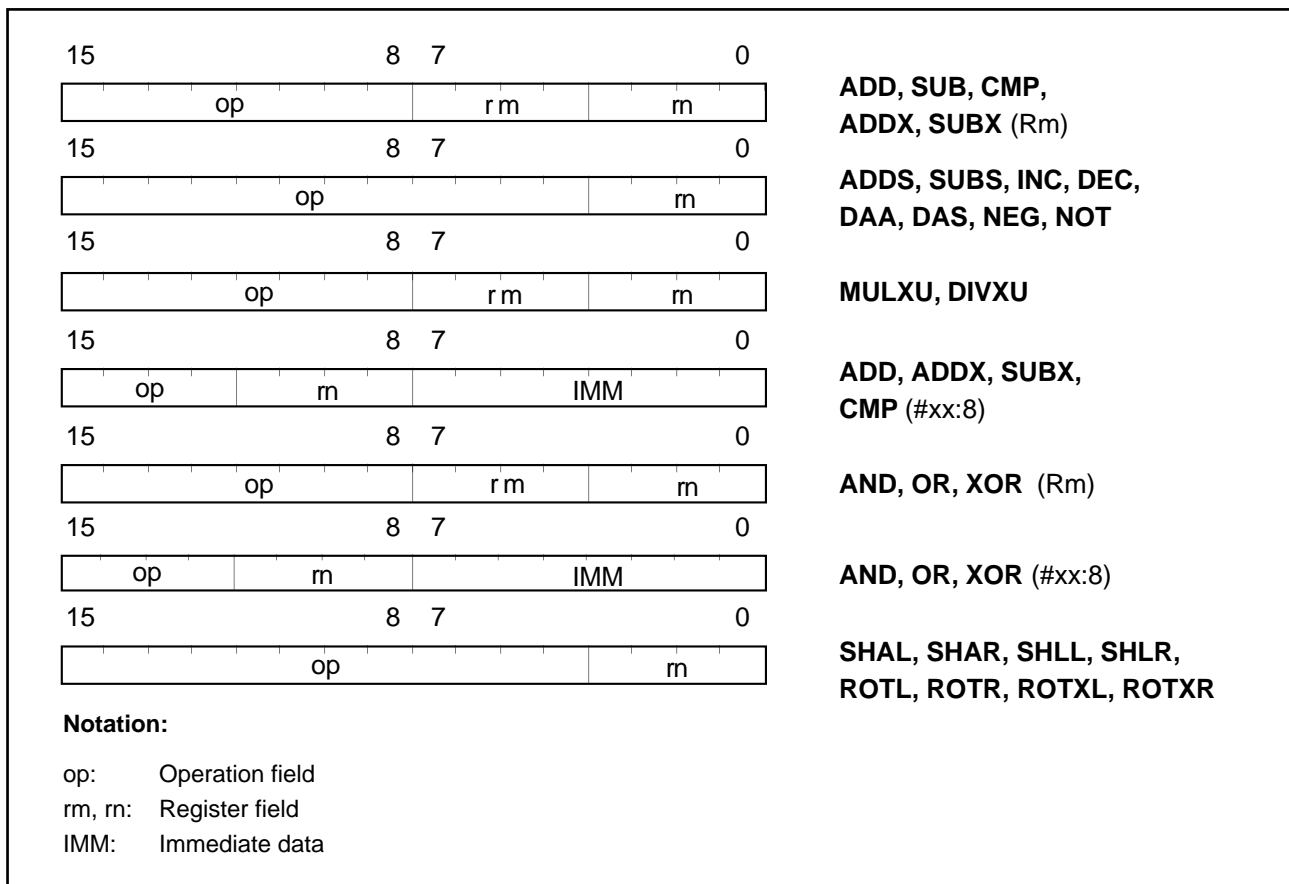 15 8 7 0
op rm rn
ADD, SUB, CMP,
ADDX, SUBX (Rm)
15 8 7 0
op rn
ADDS, SUBS, INC, DEC,
DAA, DAS, NEG, NOT
15 8 7 0
op rm rn
MULXU, DIVXU
15 8 7 0
op rn IMM
ADD, ADDX, SUBX,
CMP (#xx:8)
15 8 7 0
op rm rn
AND, OR, XOR (Rm)
15 8 7 0
op rn IMM
AND, OR, XOR (#xx:8)
15 8 7 0
op rn
SHAL, SHAR, SHLL, SHLR,
ROTL, ROTR, ROTXL, ROTXR
Notation:
op: Operation field
rm, rn: Register field
IMM: Immediate data